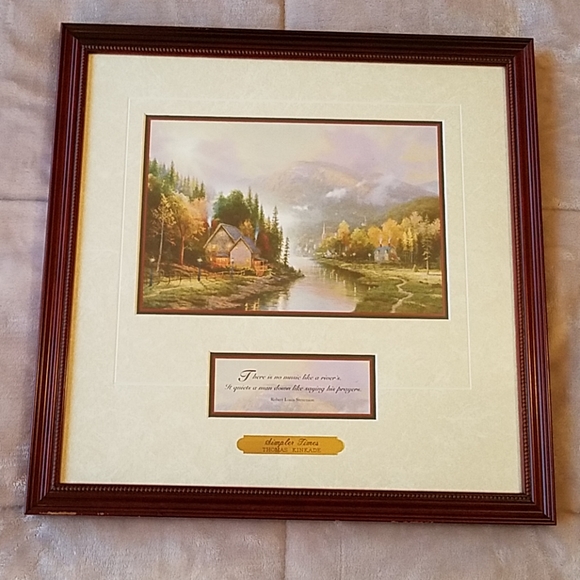 There is no music like a river's.
It quiets a man down like saying his prayers.
Robert Louis Stevenson
Simpler Times
THOMAS KINKADE